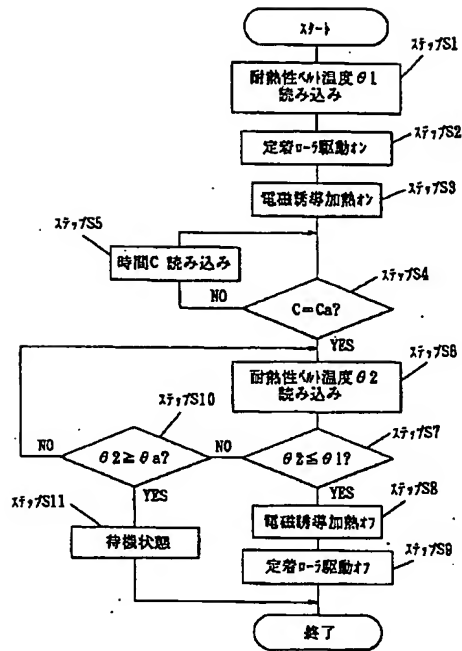 スタート
ステップS1
耐熱性ベルト温度θ1
読み込み
ステップS2
定着ローラ駆動オン
ステップS3
電磁誘導加熱オン
ステップS5
時間C 読み込み
ステップS4
NO
C=Ca?
YES
ステップS6
耐熱性ベルト温度θ2
読み込み
ステップS10
ステップS7
NO
θ2≧θa?
NO
θ2≦θ1?
ステップS11
YES
YES
ステップS8
待機状態
電磁誘導加熱オフ
ステップS9
定着ローラ駆動オフ
終了